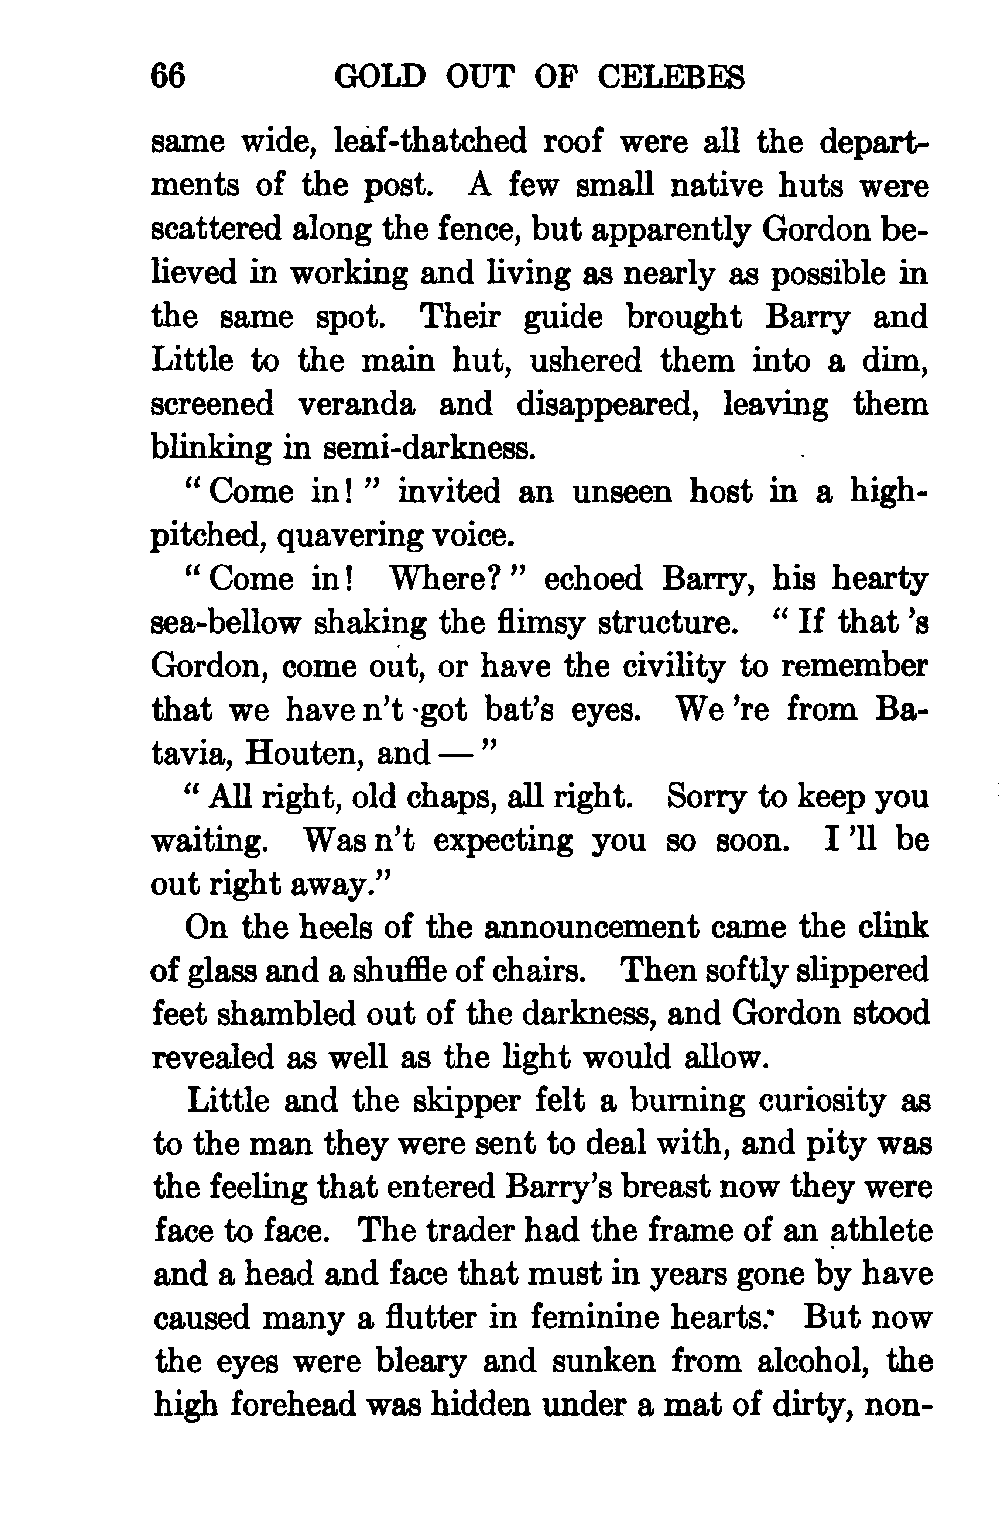 66 GOLD OUT OF CELEBES
same wide, leaf-thatched roof were all the depart-
ments of the post. A few small native huts were
scattered along the fence, but apparently Gordon be-
lieved in working and living as nearly as possible in
the same spot. Their guide brought Barry and
Little to the main hut, ushered them into a dim,
screened veranda and disappeared, leaving them
blinking in semi-darkness.
“ Come in! ” invited an unseen host in a high-
pitched, quavering voice.
“ Come in! Where? ” echoed Barry, his hearty
sea-bellow shaking the flimsy structure. “ If that ’s
Gordon, come out, or have the civility to remember
that we have n’t got bat’s eyes. We ’re from Ba-
tavia, Houten, and — ”
“ All right, old chaps, all right. Sorry to keep you
waiting. Was n’t expecting you so soon. I ’ll be
out right away.”
On the heels of the announcement came the clink
of glass and a shuffle of chairs. Then softly slippered
feet shambled out of the darkness, and Gordon stood
revealed as well as the light would allow.
Little and the skipper felt a burning curiosity as
to the man they were sent to deal with, and pity was
the feeling that entered Barry’s breast now they were
face to face. The trader had the frame of an athlete
and a head and face that must in years gone by have
caused many a flutter in feminine hearts. But now
the eyes were bleary and sunken from alcohol, the
high forehead was hidden under a mat of dirty, non-